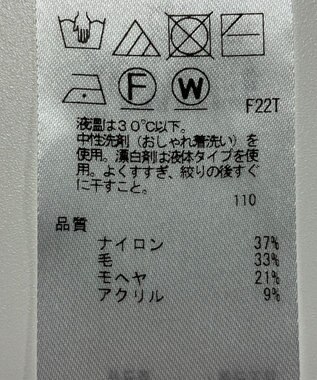 F W
F22T
液温は30℃以下。
中性洗剤（おしゃれ着洗い）を
使用。漂白剤は液体タイプを使
用。よくすすぎ、絞りの後すぐ
に干すこと。
110
品質
ナイロン 37%
毛 33%
モヘヤ 21%
アクリル 9%